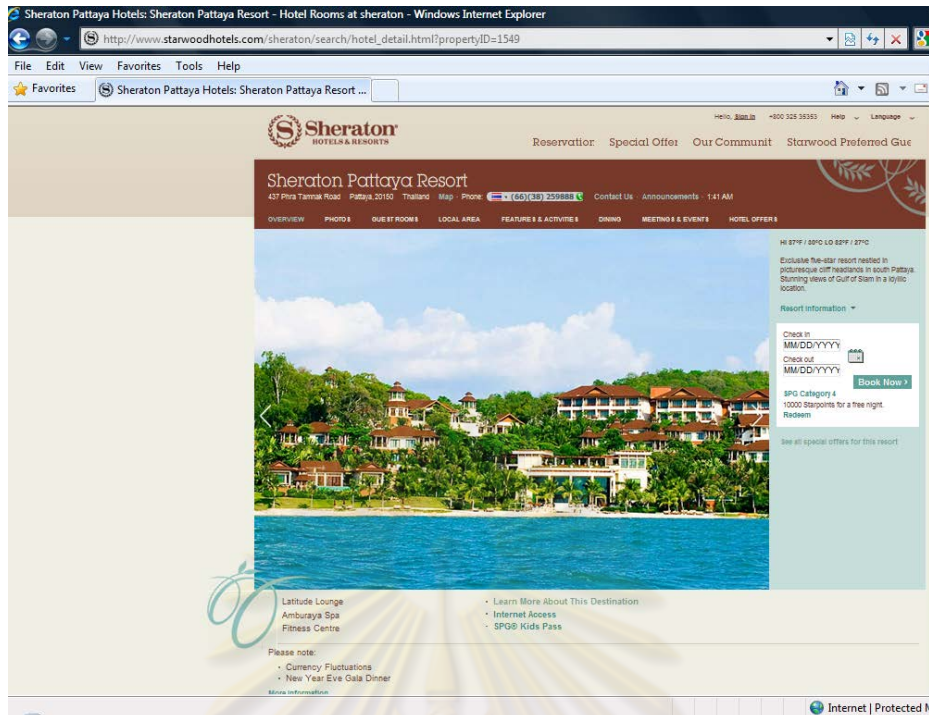 Sheraton Pattaya Hotels: Sheraton Pattaya Resort - Hotel Rooms at sheraton - Windows Internet Explorer
http://www.starwoodhotels.com/sheraton/search/hotel_detail.html?propertyID=1549
File Edit View Favorites Tools Help
Favorites Sheraton Pattaya Hotels: Sheraton Pattaya Resort ...
Hello, Sign In +800 325 35353 Help Language
Sheraton
HOTELS & RESORTS
Reservation Special Offer Our Communit Starwood Preferred Gue
Sheraton Pattaya Resort
437 Phra Tamnak Road Pattaya, 20150 Thailand Map - Phone: (66)(38) 259888 Contact Us - Announcements - 1:41 AM
OVERVIEW PHOTOS GUEST ROOMS LOCAL AREA FEATURES & ACTIVITIES DINING MEETINGS & EVENTS HOTEL OFFERS
Exclusive five-star resort nestled in
picturesque cliff headlands in south Pattaya.
Stunning views of Gulf of Siam in a idyllic
location.
Resort Information
Check in
MM/DD/YYYY
Check out
MM/DD/YYYY
Book Now >
SPG Category 4
10000 Starpoints for a free night.
Redeem
See all special offers for this resort
Latitude Lounge
Amburaya Spa
Fitness Centre
• Learn More About This Destination
• Internet Access
• SPG® Kids Pass
Please note:
• Currency Fluctuations
• New Year Eve Gala Dinner
More information
Internet | Protected M